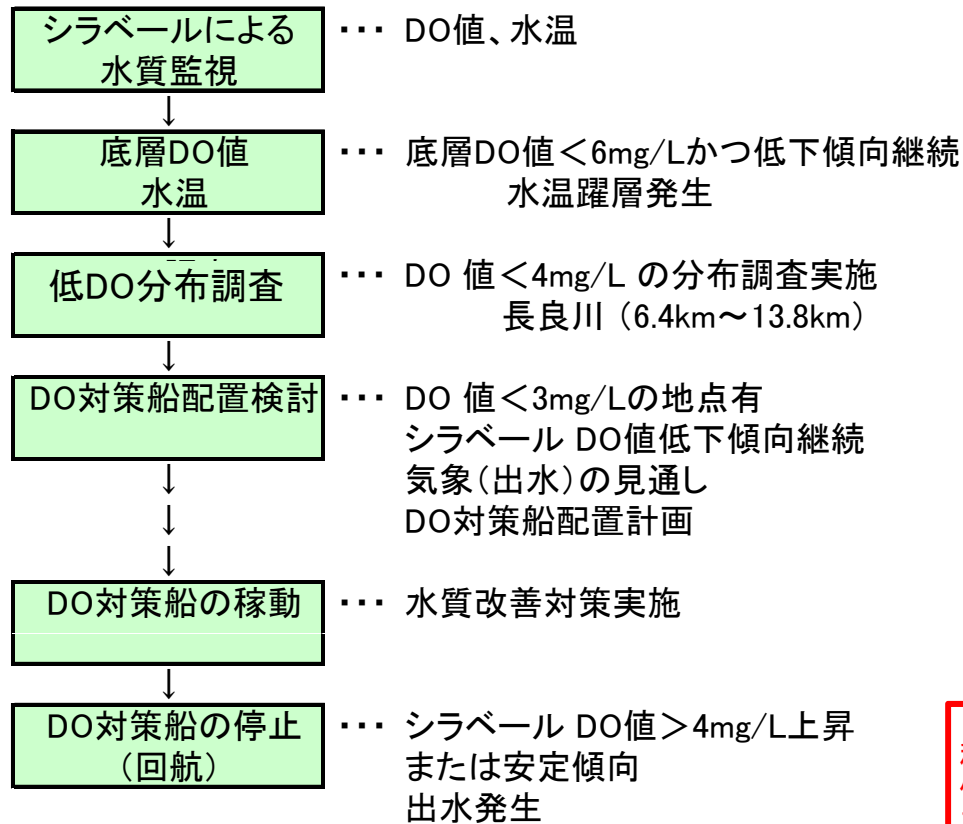 シラベールによる ・・・ DO値、水温
水質監視
↓
底層DO値 ・・・ 底層DO値＜6mg/Lかつ低下傾向継続
水温 水温躍層発生
↓
低DO分布調査 ・・・ DO 値＜4mg/L の分布調査実施
長良川（6.4km～13.8km）
↓
DO対策船配置検討 ・・・ DO 値＜3mg/Lの地点有
シラベール DO値低下傾向継続
↓ 気象（出水）の見通し
↓ DO対策船配置計画
↓
DO対策船の稼動 ・・・ 水質改善対策実施
↓
DO対策船の停止 ・・・ シラベール DO値＞4mg/L上昇
（回航） または安定傾向
出水発生